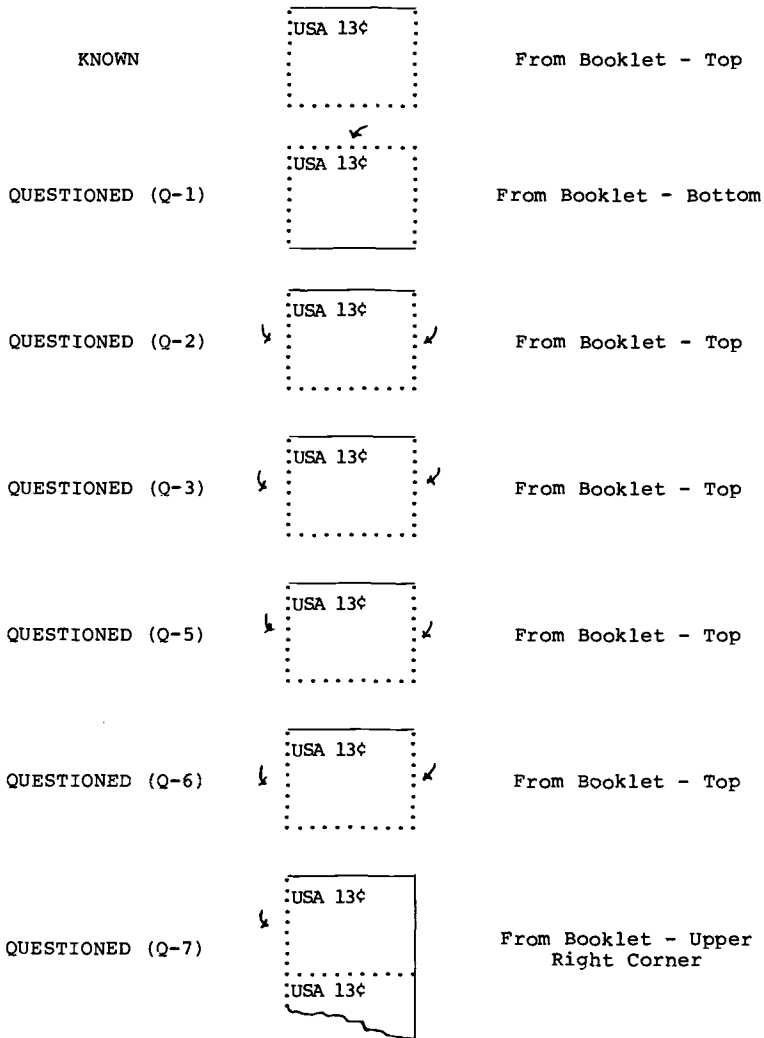 USA 13¢
KNOWN
From Booklet - Top
USA 13¢
QUESTIONED (Q-1)
From Booklet - Bottom
USA 13¢
QUESTIONED (Q-2)
From Booklet - Top
USA 13¢
QUESTIONED (Q-3)
From Booklet - Top
USA 13¢
QUESTIONED (Q-5)
From Booklet - Top
USA 13¢
QUESTIONED (Q-6)
From Booklet - Top
USA 13¢
QUESTIONED (Q-7)
From Booklet - Upper
Right Corner
USA 13¢